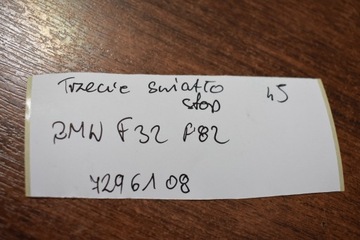 Trzecie światło 45
stop
BMW F32 F82
7296108